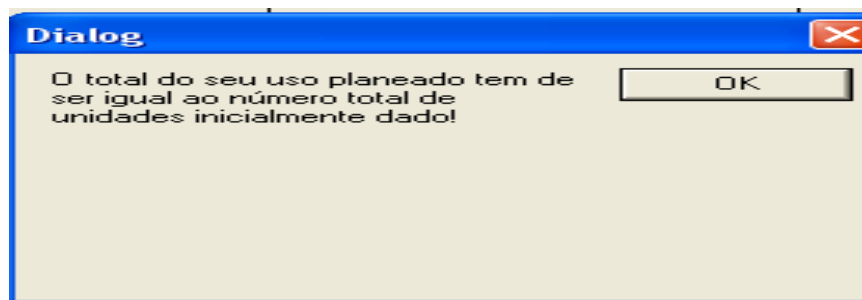 Dialog
O total do seu uso planeado tem de
ser igual ao número total de
unidades inicialmente dado!
OK